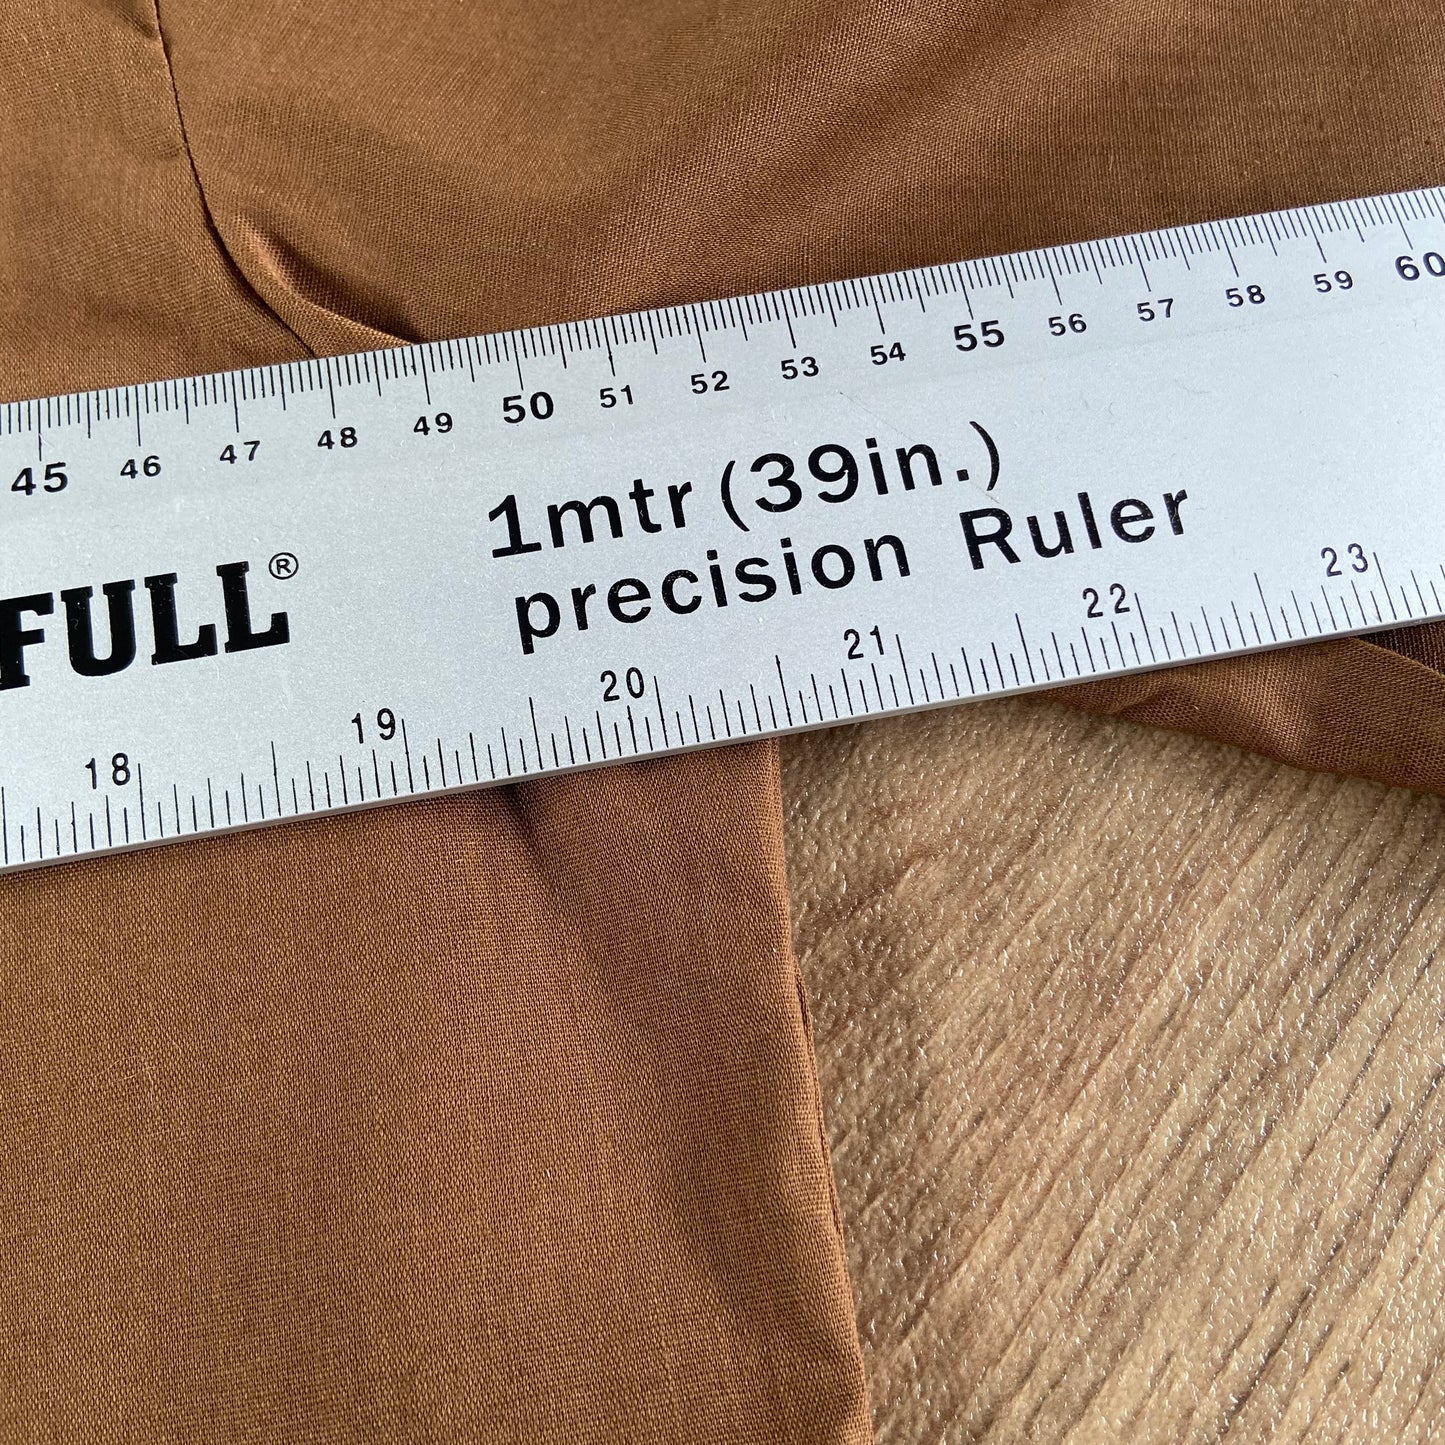 45 46 47 48 49 50 51 52 53 54 55 56 57 58 59 60
FULL®
1mtr (39in.)
precision Ruler
18 19 20 21 22 23